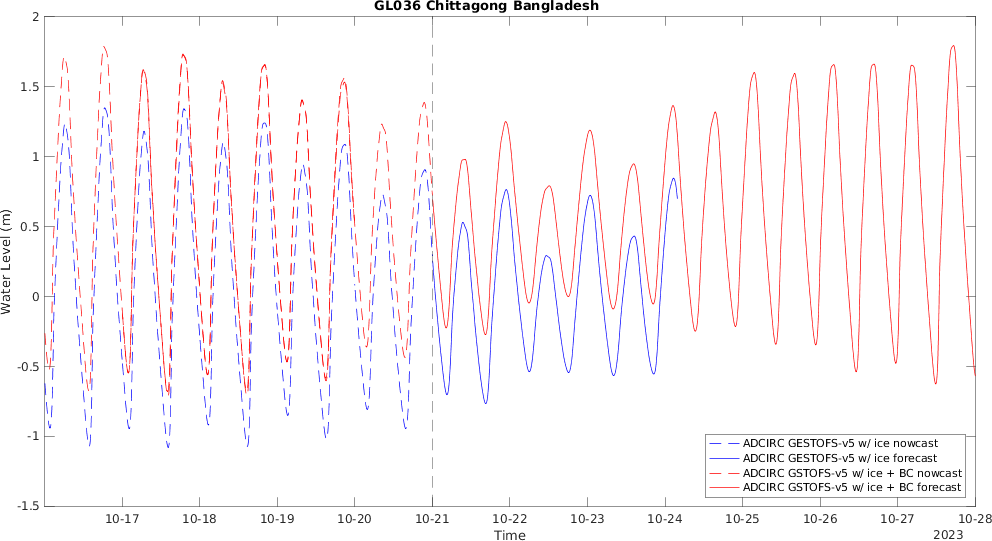 GL036 Chittagong Bangladesh
Water Level (m)
2
1.5
1
0.5
0
-0.5
-1
-1.5
ADCIRC GESTOFS-v5 w/ ice nowcast
ADCIRC GESTOFS-v5 w/ ice forecast
ADCIRC GSTOFS-v5 w/ ice + BC nowcast
ADCIRC GSTOFS-v5 w/ ice + BC forecast
10-17 10-18 10-19 10-20 10-21 10-22 10-23 10-24 10-25 10-26 10-27 10-28
Time
2023